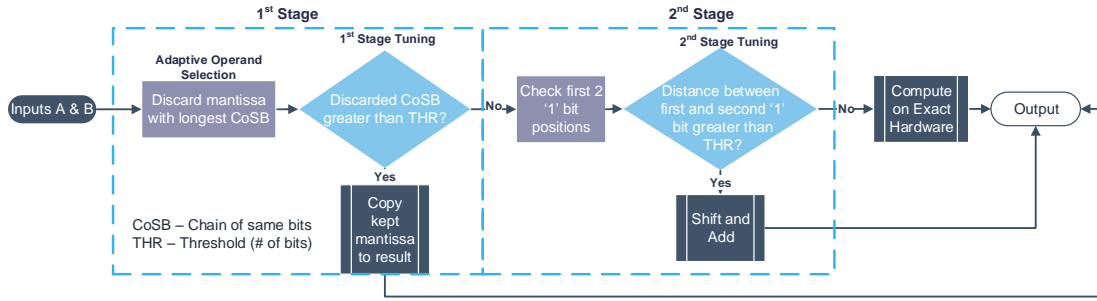 1st Stage
2nd Stage
Adaptive Operand
Selection
1st Stage Tuning
2nd Stage Tuning
Inputs A & B
Discard mantissa
with longest CoSB
Discarded CoSB
greater than THR?
No
Check first 2
‘1’ bit
positions
Distance between
first and second ‘1’
bit greater than
THR?
No
Compute
on Exact
Hardware
Output
Yes
Copy
kept
mantissa
to result
Yes
Shift and
Add
CoSB – Chain of same bits
THR – Threshold (# of bits)